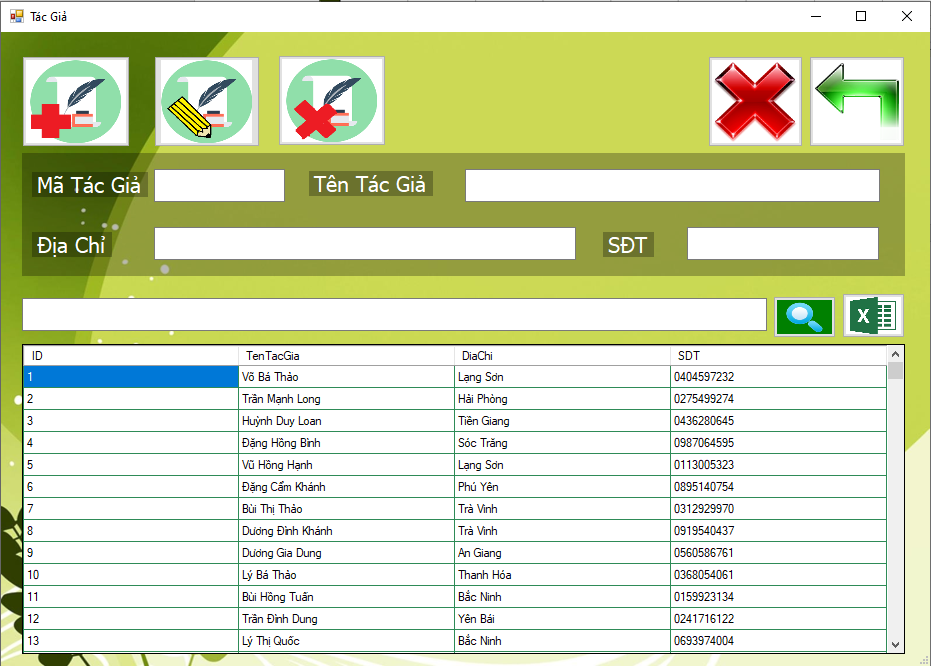 Tác Giả
Mã Tác Giả
Tên Tác Giả
Địa Chỉ
SĐT
X
ID TenTacGia DiaChi SDT
1 Võ Bá Thảo Lạng Sơn 0404597232
2 Trần Mạnh Long Hải Phòng 0275499274
3 Huỳnh Duy Loan Tiền Giang 0436280645
4 Đặng Hồng Bình Sóc Trăng 0987064595
5 Vũ Hồng Hạnh Lạng Sơn 0113005323
6 Đặng Cẩm Khánh Phú Yên 0895140754
7 Bùi Thị Thảo Trà Vinh 0312929970
8 Dương Đình Khánh Trà Vinh 0919540437
9 Dương Gia Dung An Giang 0560586761
10 Lý Bá Thảo Thanh Hóa 0368054061
11 Bùi Hồng Tuấn Bắc Ninh 0159923134
12 Trần Đình Dung Yên Bái 0241716122
13 Lý Thị Quốc Bắc Ninh 0693974004